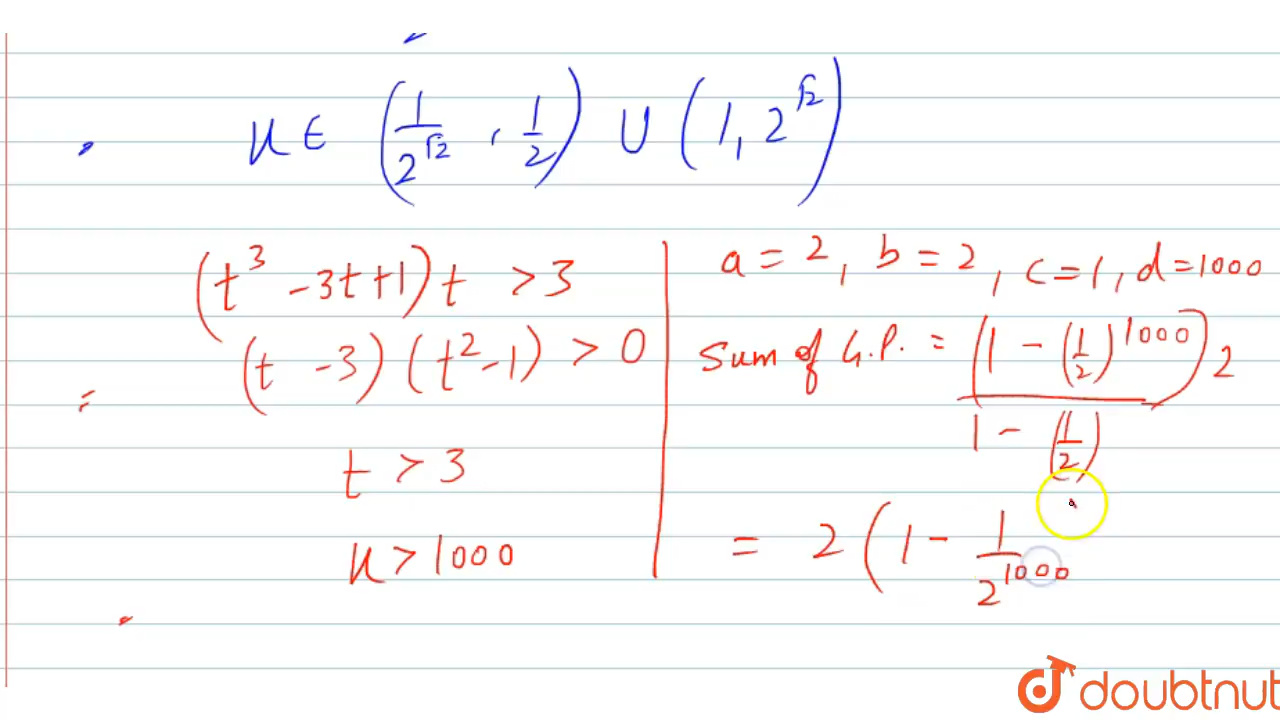 x ∈ (1/2^√2 , 1/2) ∪ (1, 2^√2)
(t³ - 3t + 1) t > 3
(t - 3) (t² - 1) > 0
=
t > 3
x > 1000
a = 2, b = 2, c = 1, d = 1000
Sum of G.P. = (1 - (1/2)^1000) 2 / 1 - (1/2)
= 2 (1 - 1/2^1000
doubtnut